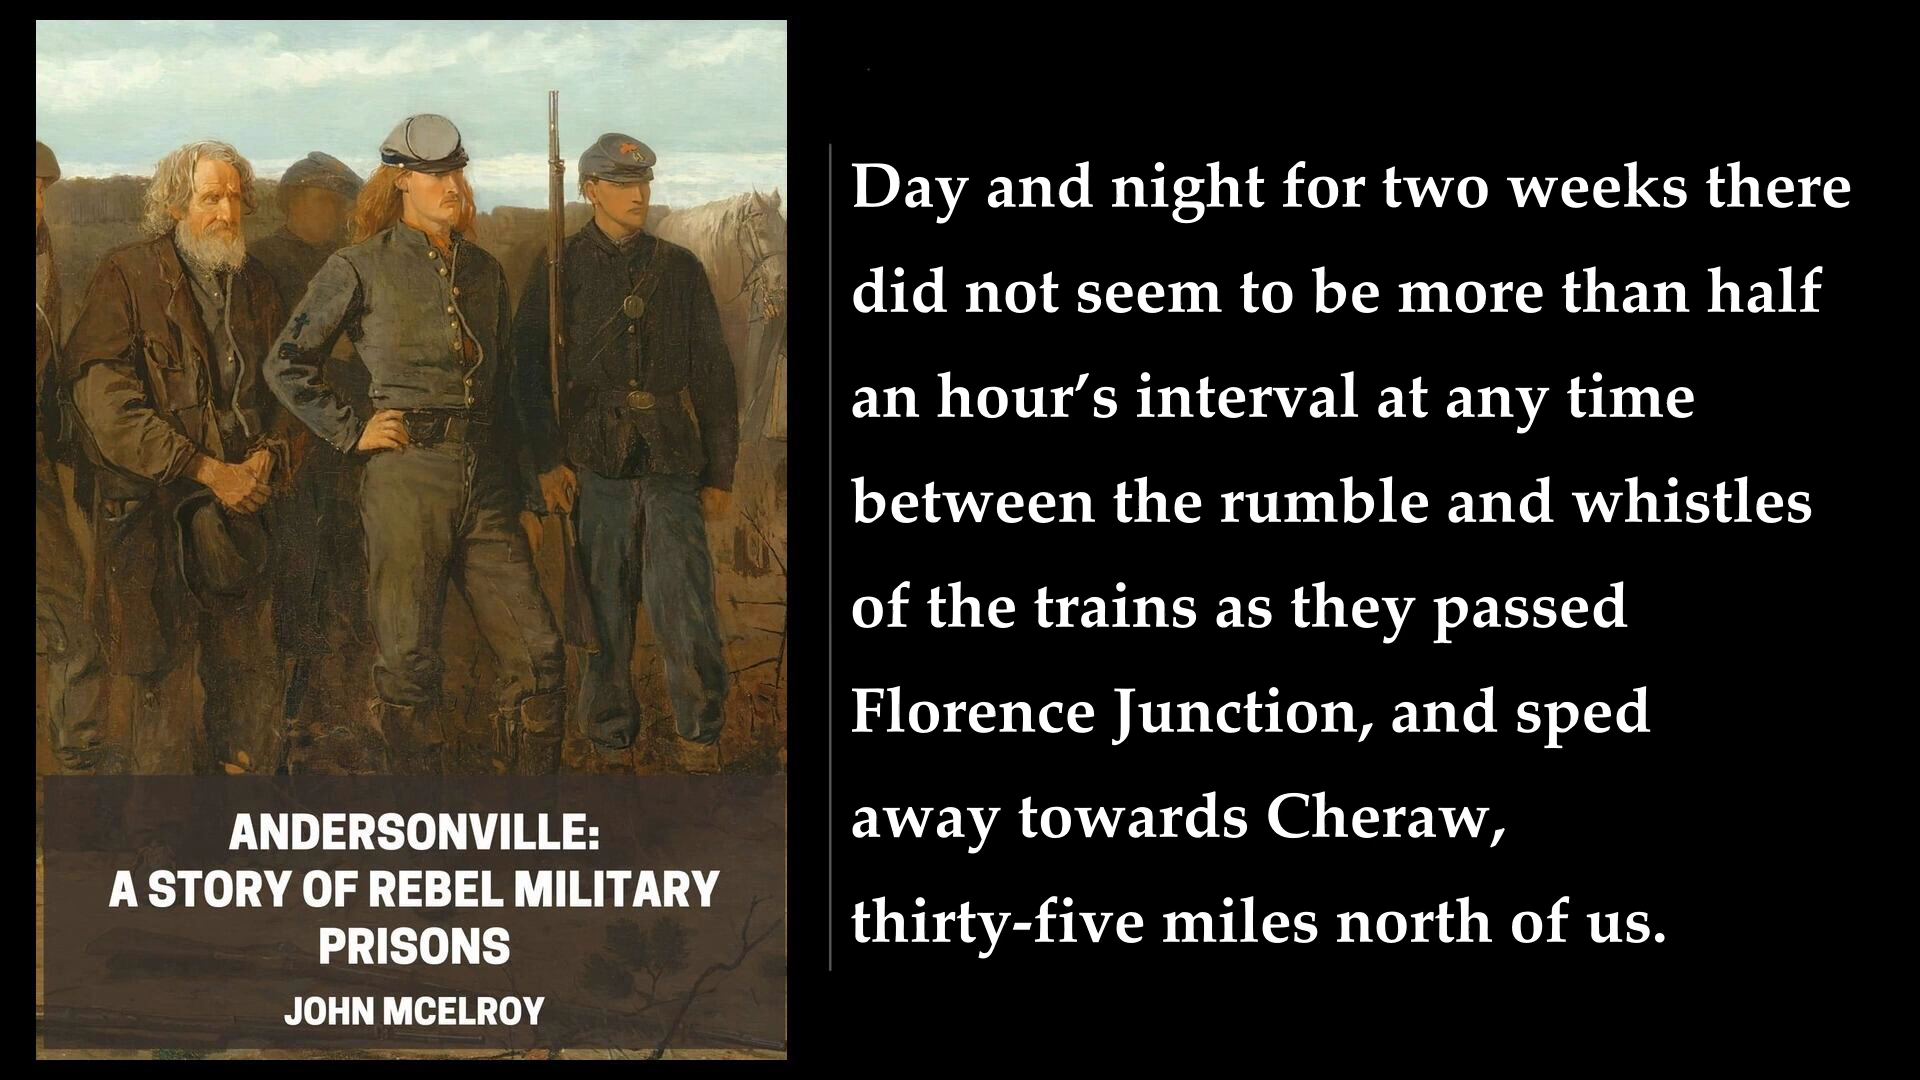 ANDERSONVILLE:
A STORY OF REBEL MILITARY
PRISONS
JOHN MCELROY
Day and night for two weeks there
did not seem to be more than half
an hour’s interval at any time
between the rumble and whistles
of the trains as they passed
Florence Junction, and sped
away towards Cheraw,
thirty-five miles north of us.